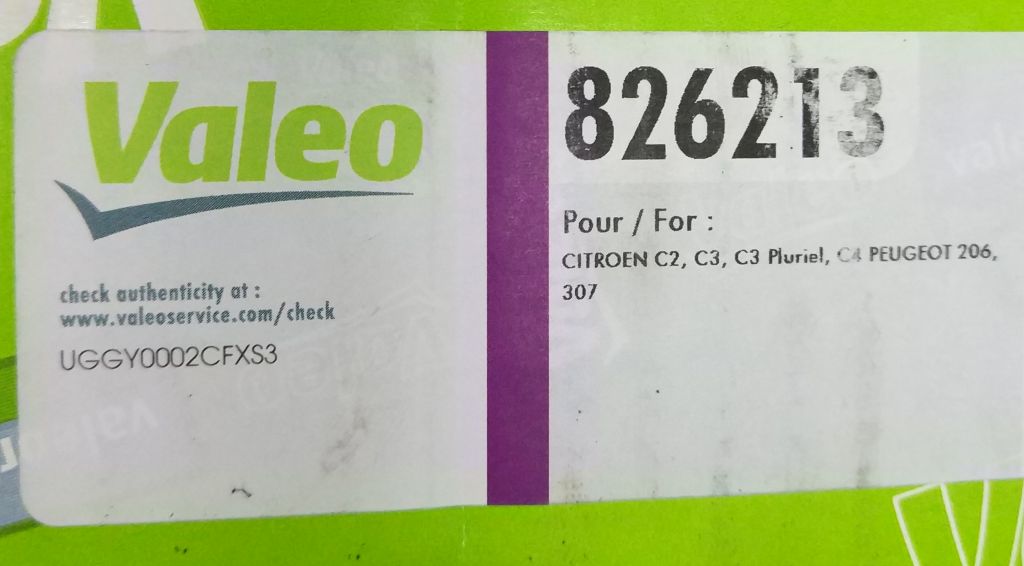 Valeo
check authenticity at :
www.valeoservice.com/check
UGGY0002CFXS3
826213
Pour / For :
CITROEN C2, C3, C3 Pluriel, C4 PEUGEOT 206,
307